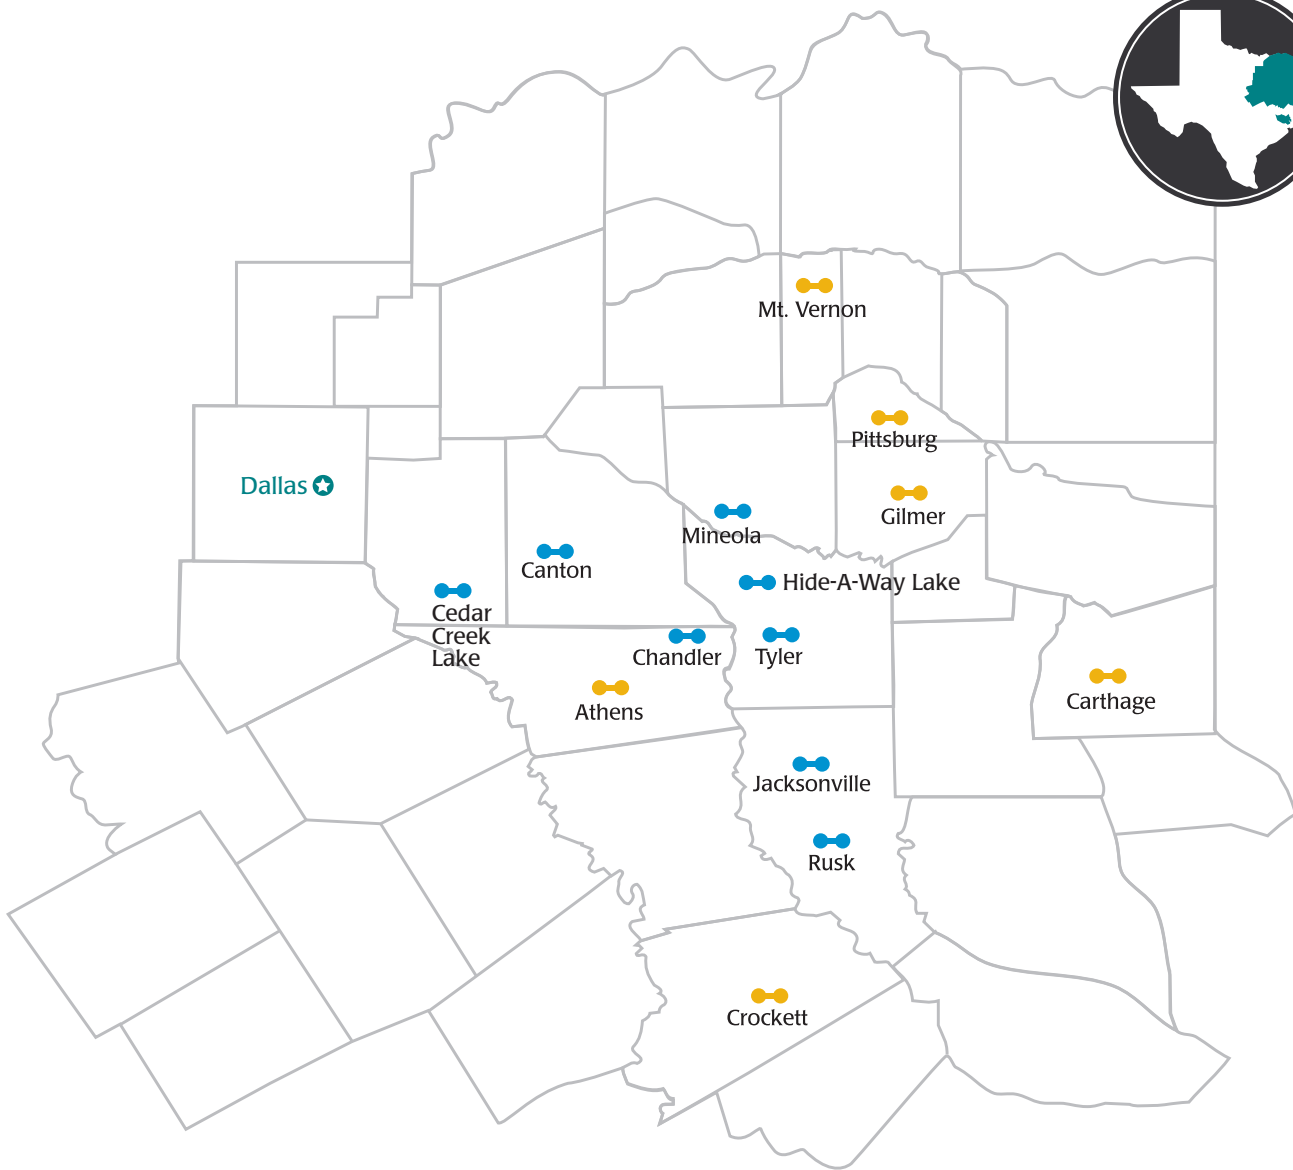 Mt. Vernon
Pittsburg
Dallas
Gilmer
Mineola
Canton
Hide-A-Way Lake
Cedar
Creek
Lake
Chandler
Tyler
Athens
Carthage
Jacksonville
Rusk
Crockett